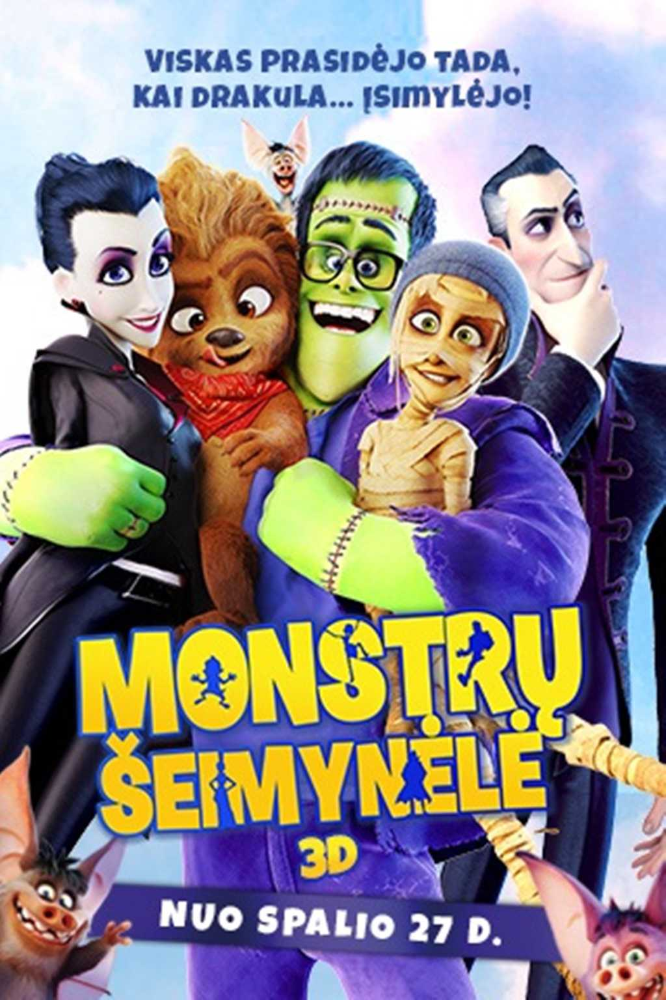 VISKAS PRASIDĖJO TADA,
KAI DRAKULA... ĮSIMYLĖJO!
MONSTRŲ
ŠEIMYNĖLĖ
3D
NUO SPALIO 27 D.